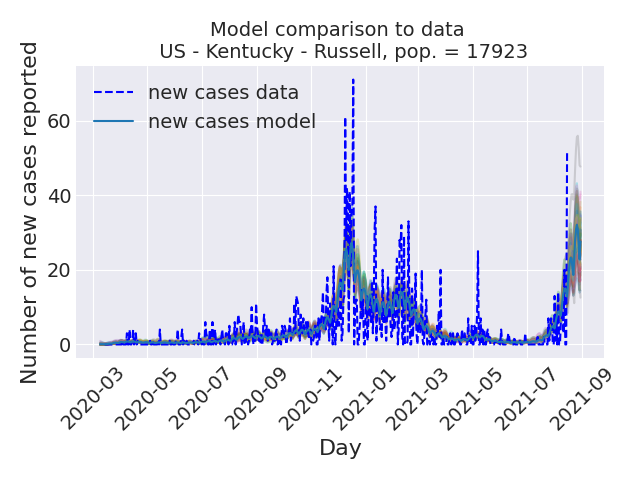 Model comparison to data
US - Kentucky - Russell, pop. = 17923
new cases data
new cases model
Number of new cases reported
60
40
20
0
2020-03
2020-05
2020-07
2020-09
2020-11
2021-01
2021-03
2021-05
2021-07
2021-09
Day